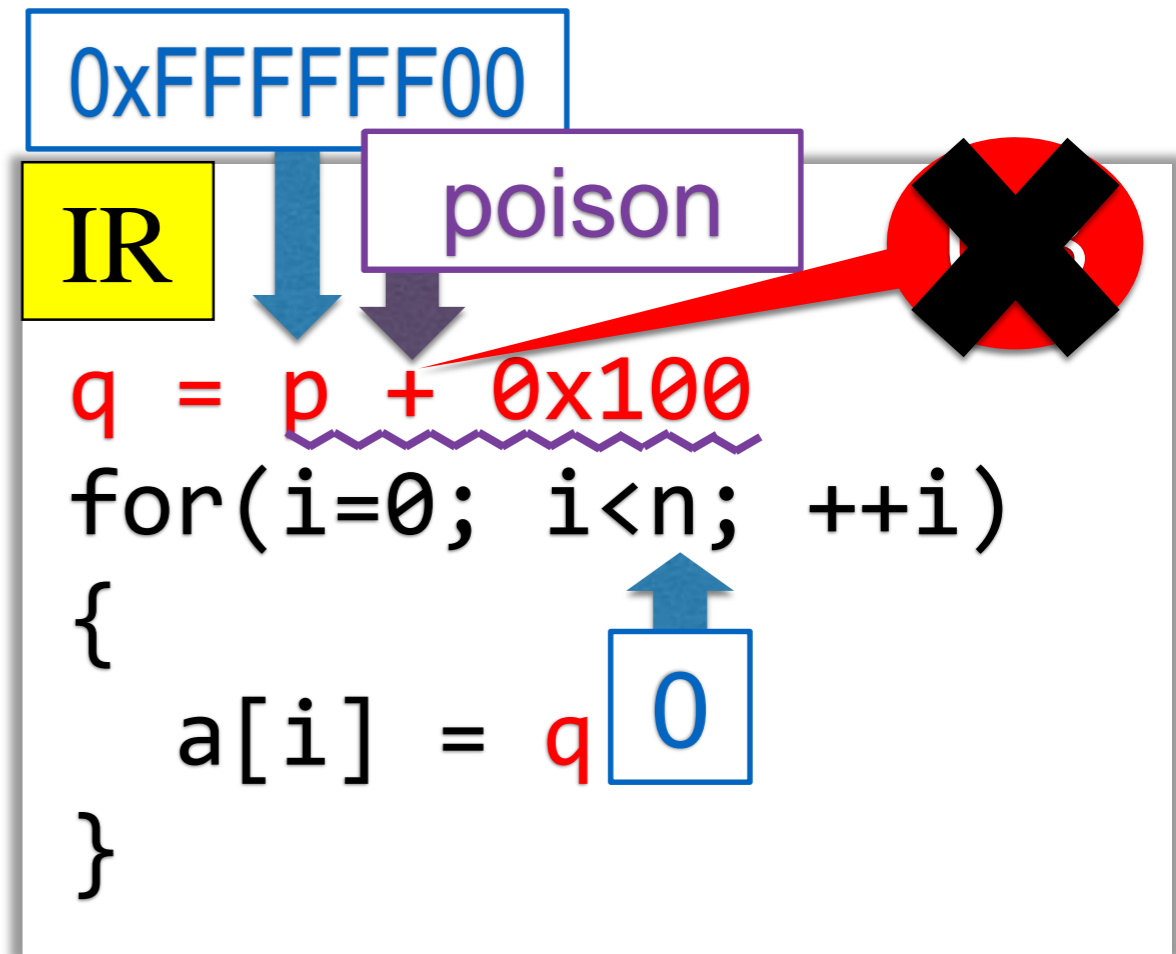 0xFFFFFF00
poison
IR
q = p + 0x100
for(i=0; i<n; ++i)
{
0
a[i] = q
}